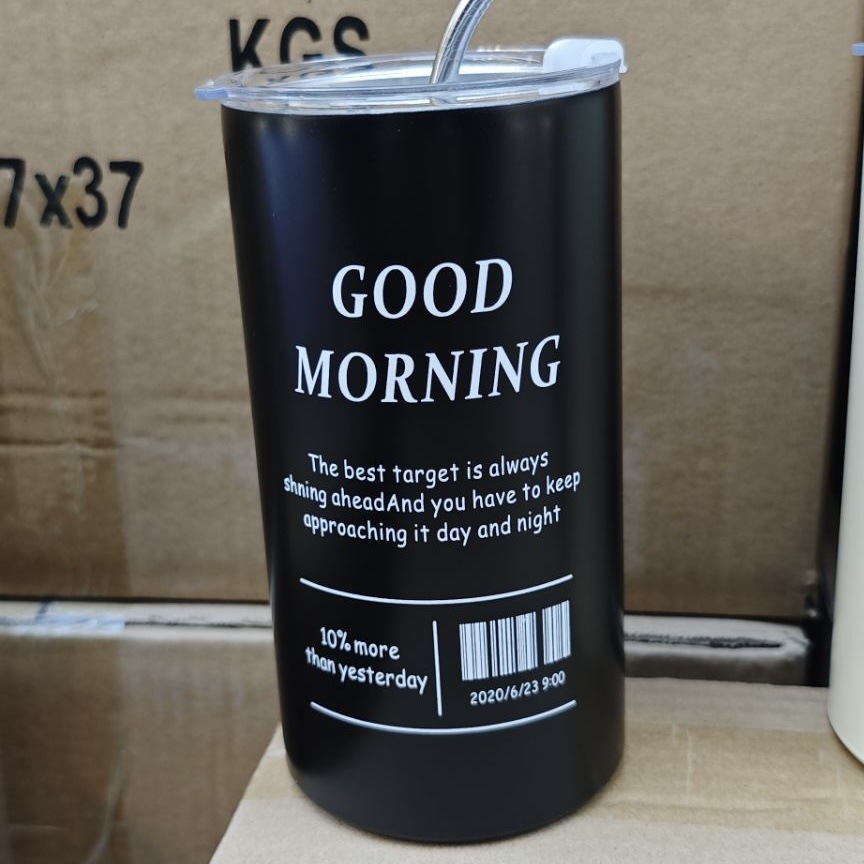 KGS
7x37
GOOD
MORNING
The best target is always
shning aheadAnd you have to keep
approaching it day and night
10% more
than yesterday
2020/6/23 9:00